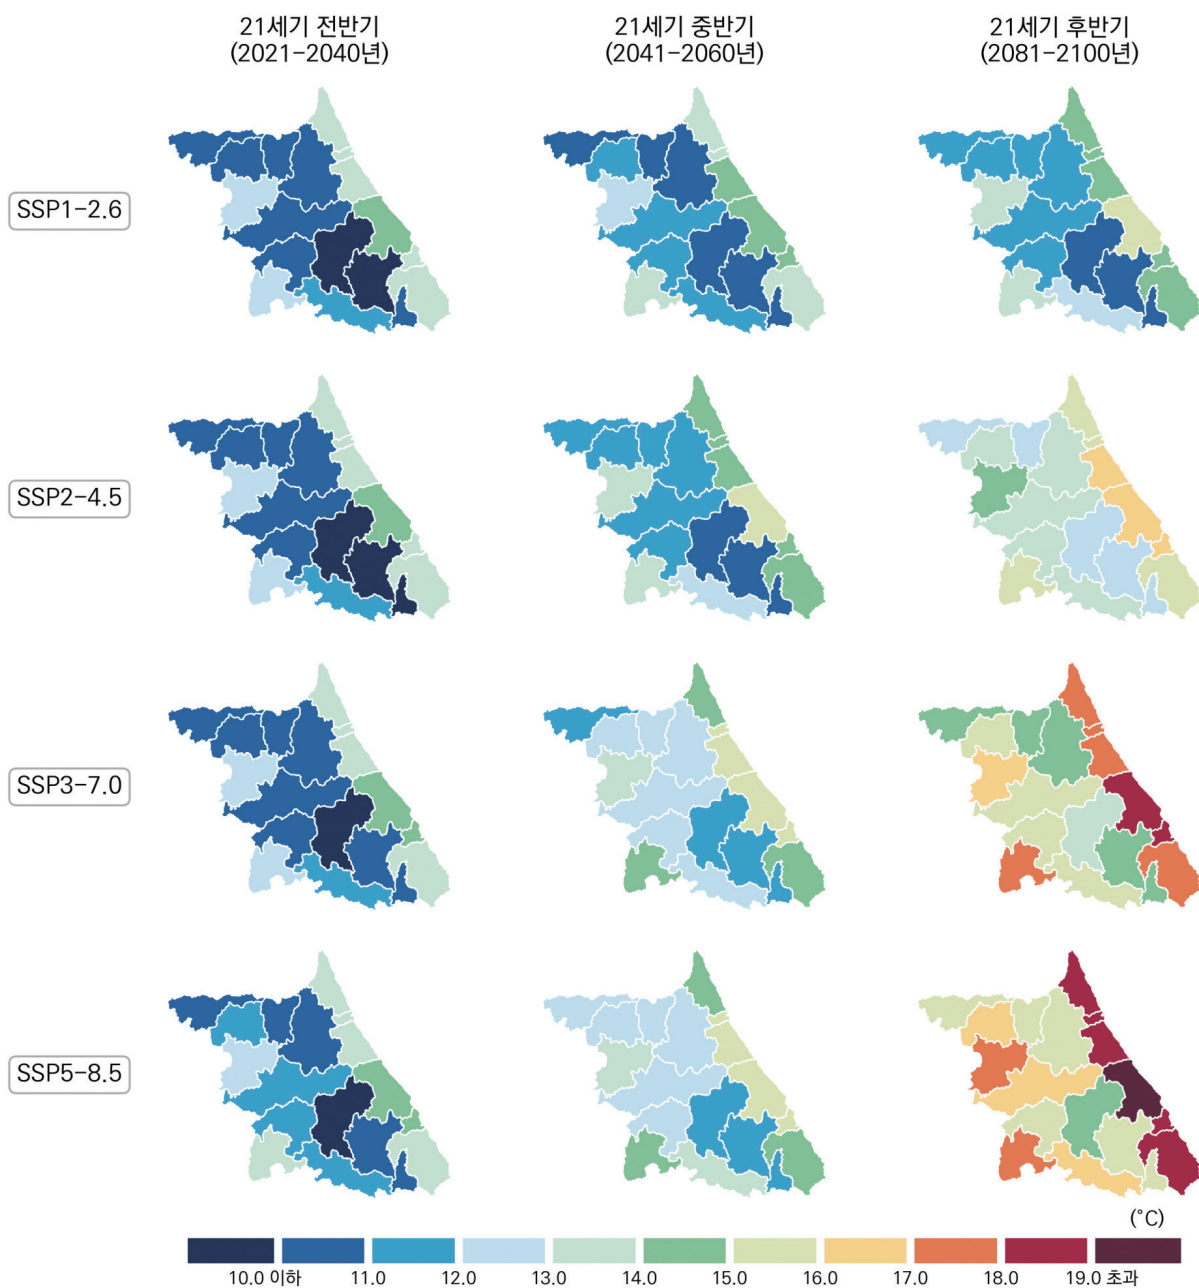 21세기 전반기
(2021-2040년)
21세기 중반기
(2041-2060년)
21세기 후반기
(2081-2100년)
SSP1-2.6
SSP2-4.5
SSP3-7.0
SSP5-8.5
(°C)
10.0 이하 11.0 12.0 13.0 14.0 15.0 16.0 17.0 18.0 19.0 초과